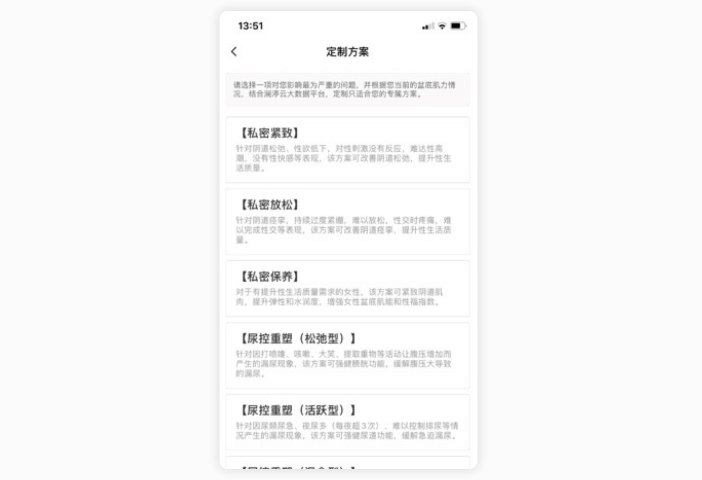 13:51
定制方案
请选择一项对您影响最为严重的问题，并根据您当前的盆底肌力情
况、结合澜渟云大数据平台，定制只适合您的专属方案。
【私密紧致】
针对阴道松弛、性欲低下，对性刺激没有反应，难达性高
潮，没有性快感等表现，该方案可改善阴道松弛，提升性生
活质量。
【私密放松】
针对阴道痉挛，持续过度紧绷，难以放松，性交时疼痛，难
以完成性交等表现，该方案可改善阴道痉挛，提升性生活质
量。
【私密保养】
对于有提升性生活质量需求的女性，该方案可紧致阴道肌
肉，提升弹性和水润度，增强女性盆底肌能和性福指数。
【尿控重塑（松弛型）】
针对因打喷嚏、咳嗽、大笑、提取重物等活动让腹压增加而
产生的漏尿现象，该方案可强健膀胱功能，缓解腹压大导致
的漏尿。
【尿控重塑（活跃型）】
针对因尿频尿急、夜尿多（每夜超3次）、难以控制排尿等情
况产生的漏尿现象，该方案可强健尿道功能，缓解急迫漏尿。